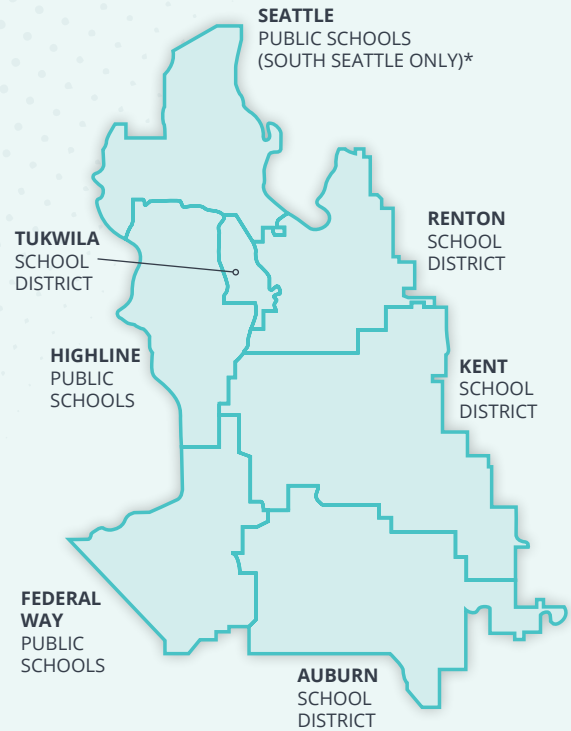 SEATTLE
PUBLIC SCHOOLS
(SOUTH SEATTLE ONLY)*
RENTON
SCHOOL
DISTRICT
TUKWILA
SCHOOL
DISTRICT
HIGHLINE
PUBLIC
SCHOOLS
KENT
SCHOOL
DISTRICT
FEDERAL
WAY
PUBLIC
SCHOOLS
AUBURN
SCHOOL
DISTRICT